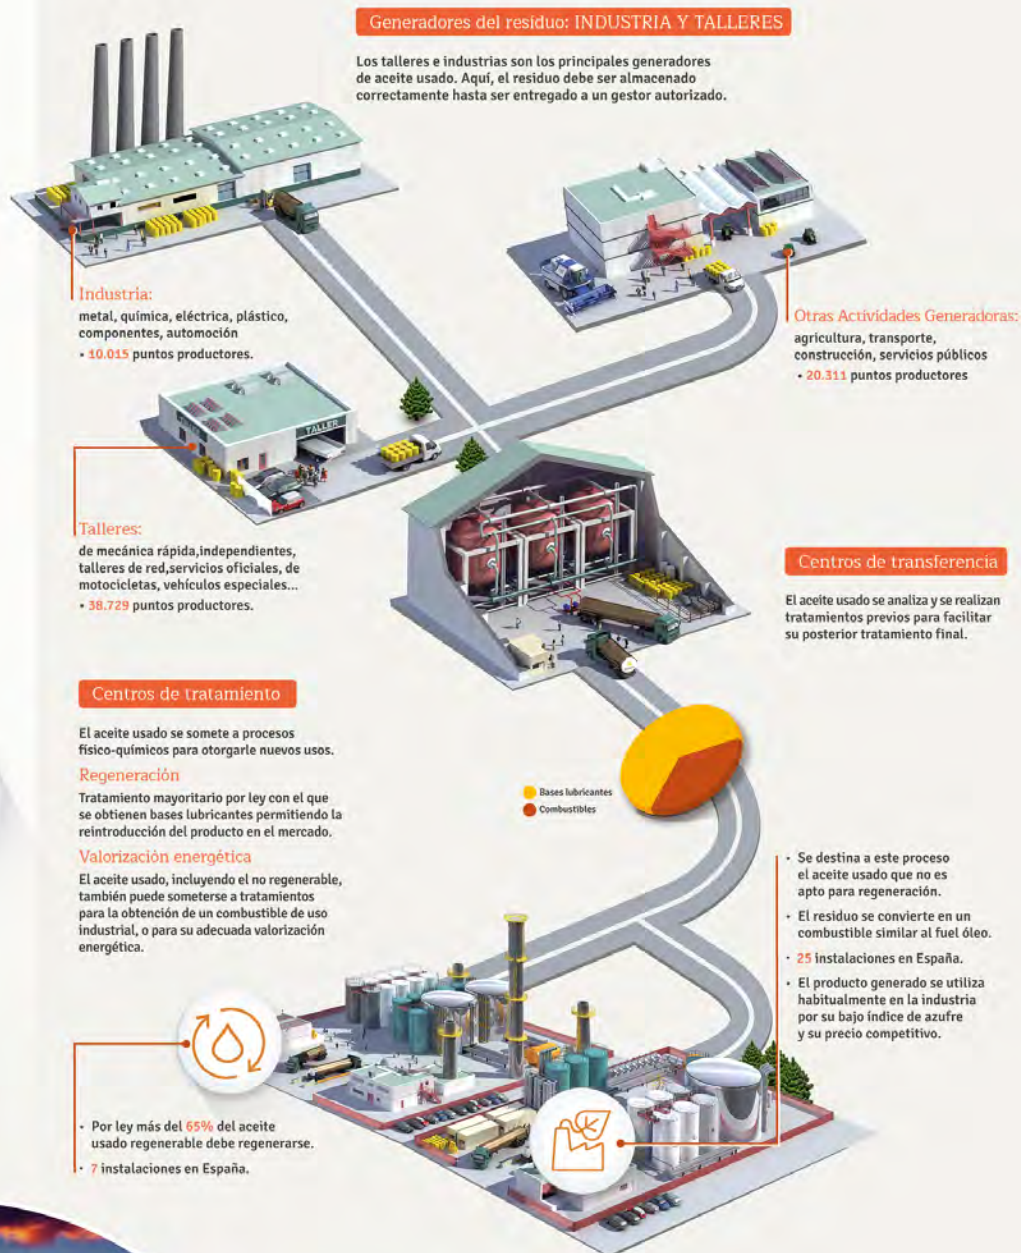 Generadores del residuo: INDUSTRIA Y TALLERES
Los talleres e industrias son los principales generadores
de aceite usado. Aquí, el residuo debe ser almacenado
correctamente hasta ser entregado a un gestor autorizado.
Industria:
metal, química, eléctrica, plástico,
componentes, automoción
• 10.015 puntos productores.
Otras Actividades Generadoras:
agricultura, transporte,
construcción, servicios públicos
• 20.311 puntos productores
TALLER
TALLER
Talleres:
de mecánica rápida,independientes,
talleres de red,servicios oficiales, de
motocicletas, vehículos especiales...
• 38.729 puntos productores.
Centros de transferencia
El aceite usado se analiza y se realizan
tratamientos previos para facilitar
su posterior tratamiento final.
Centros de tratamiento
El aceite usado se somete a procesos
físico-químicos para otorgarle nuevos usos.
Regeneración
Tratamiento mayoritario por ley con el que
se obtienen bases lubricantes permitiendo la
reintroducción del producto en el mercado.
Valorización energética
El aceite usado, incluyendo el no regenerable,
también puede someterse a tratamientos
para la obtención de un combustible de uso
industrial, o para su adecuada valorización
energética.
Bases lubricantes
Combustibles
• Se destina a este proceso
el aceite usado que no es
apto para regeneración.
• El residuo se convierte en un
combustible similar al fuel óleo.
• 25 instalaciones en España.
• El producto generado se utiliza
habitualmente en la industria
por su bajo índice de azufre
y su precio competitivo.
• Por ley más del 65% del aceite
usado regenerable debe regenerarse.
• 7 instalaciones en España.